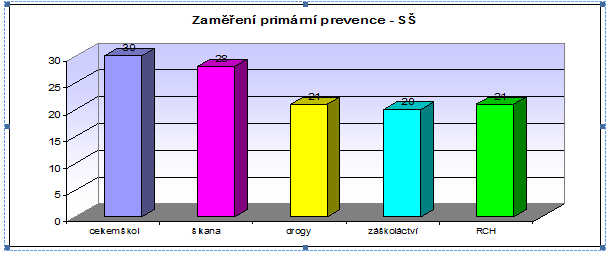 Zaměření primární prevence - SŠ
30
25
20
15
10
5
0
30
28
21
20
21
cekem škol
šikana
drogy
záškoláctví
RCH